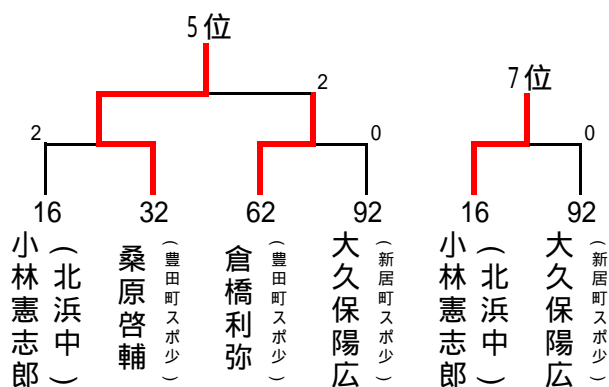 5位
7位
2
2
0
0
16
32
62
92
16
92
小林憲志郎
(北浜中)
桑原啓輔
(豊田町スポ少)
倉橋利弥
(豊田町スポ少)
大久保陽広
(新居町スポ少)
小林憲志郎
(北浜中)
大久保陽広
(新居町スポ少)